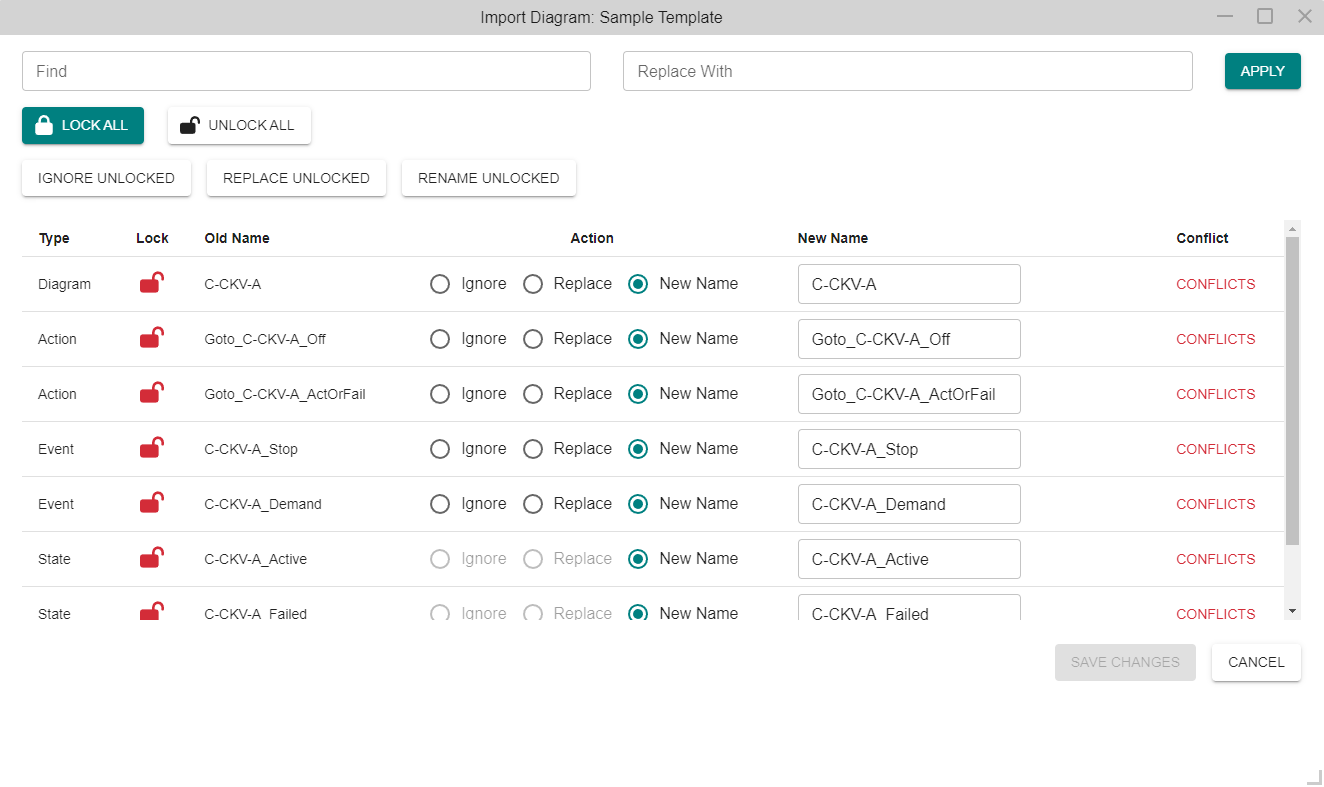 Import Diagram: Sample Template
Find Replace With APPLY
LOCK ALL UNLOCK ALL
IGNORE UNLOCKED REPLACE UNLOCKED RENAME UNLOCKED
Type Lock Old Name Action New Name Conflict
Diagram C-CKV-A Ignore Replace New Name C-CKV-A CONFLICTS
Action Goto_C-CKV-A_Off Ignore Replace New Name Goto_C-CKV-A_Off CONFLICTS
Action Goto_C-CKV-A_ActOrFail Ignore Replace New Name Goto_C-CKV-A_ActOrFail CONFLICTS
Event C-CKV-A_Stop Ignore Replace New Name C-CKV-A_Stop CONFLICTS
Event C-CKV-A_Demand Ignore Replace New Name C-CKV-A_Demand CONFLICTS
State C-CKV-A_Active Ignore Replace New Name C-CKV-A_Active CONFLICTS
State C-CKV-A_Failed Ignore Replace New Name C-CKV-A_Failed CONFLICTS
SAVE CHANGES CANCEL